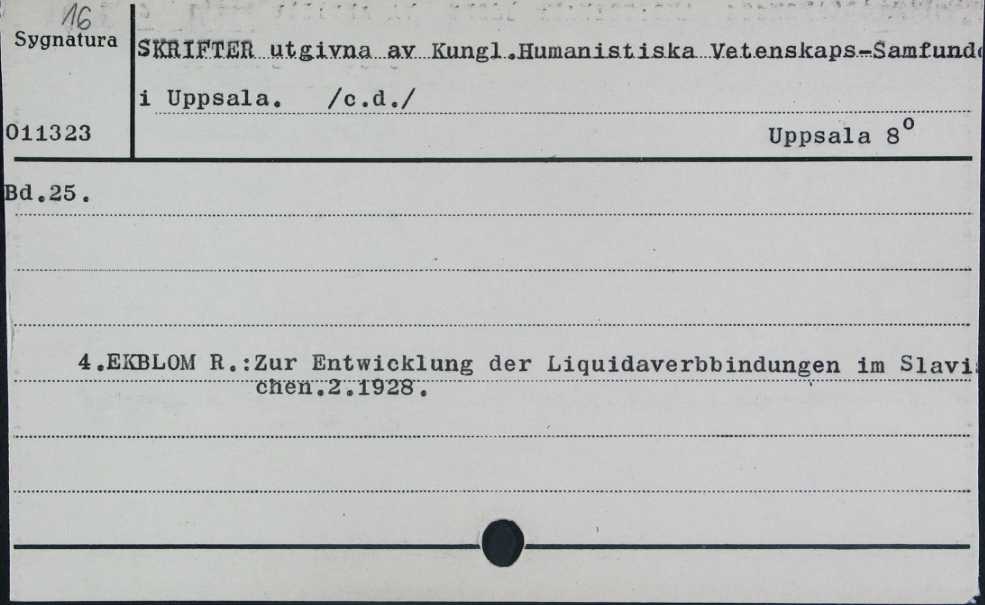 16
Sygnatura
SKRIFTER utgivna av Kungl.Humanistiska Vetenskaps-Samfund
i Uppsala. /c.d./
011323
Uppsala 8°
Bd.25.
4.EKBLOM R.:Zur Entwicklung der Liquidaverbbindungen im Slavi
chen.2.1928.